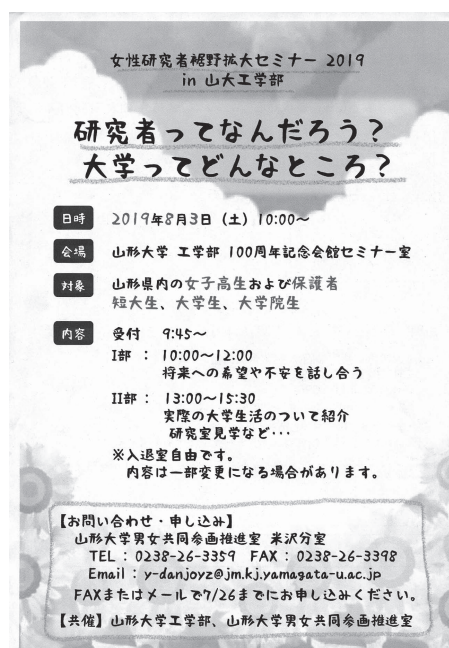 女性研究者裾野拡大セミナー 2019
in 山大工学部
研究者ってなんだろう？
大学ってどんなところ？
日時 2019年8月3日（土）10:00～
会場 山形大学 工学部 100周年記念会館セミナー室
対象 山形県内の女子高生および保護者
短大生、大学生、大学院生
内容 受付 9:45～
I部 ： 10:00～12:00
将来への希望や不安を話し合う
II部 ： 13:00～15:30
実際の大学生活のついて紹介
研究室見学など･･･
※入退室自由です。
内容は一部変更になる場合があります。
【お問い合わせ・申し込み】
山形大学男女共同参画推進室 米沢分室
TEL : 0238-26-3359 FAX : 0238-26-3398
Email : y-danjoyz@jm.kj.yamagata-u.ac.jp
FAXまたはメールで7/26までにお申し込みください。
【共催】山形大学工学部、山形大学男女共同参画推進室